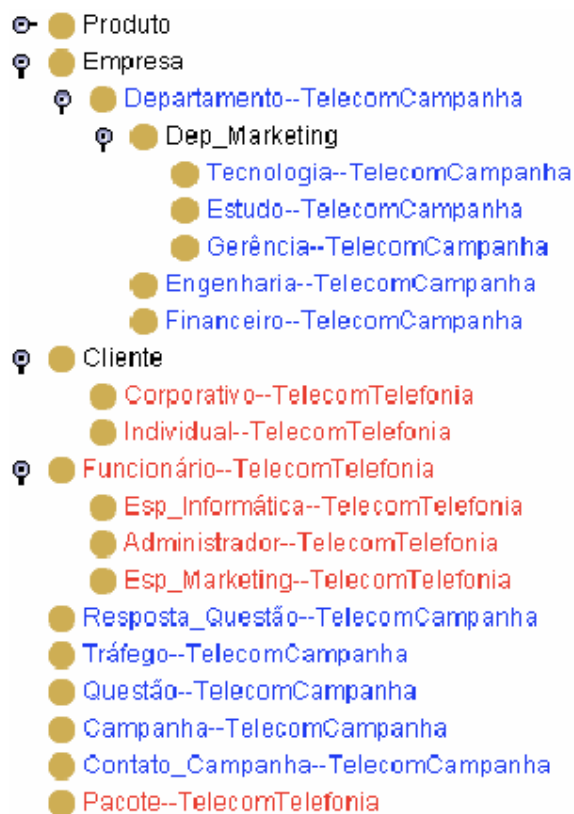 Produto
Empresa
Departamento--TelecomCampanha
Dep_Marketing
Tecnologia--TelecomCampanha
Estudo--TelecomCampanha
Gerência--TelecomCampanha
Engenharia--TelecomCampanha
Financeiro--TelecomCampanha
Cliente
Corporativo--TelecomTelefonia
Individual--TelecomTelefonia
Funcionário--TelecomTelefonia
Esp_Informática--TelecomTelefonia
Administrador--TelecomTelefonia
Esp_Marketing--TelecomTelefonia
Resposta_Questão--TelecomCampanha
Tráfego--TelecomCampanha
Questão--TelecomCampanha
Campanha--TelecomCampanha
Contato_Campanha--TelecomCampanha
Pacote--TelecomTelefonia